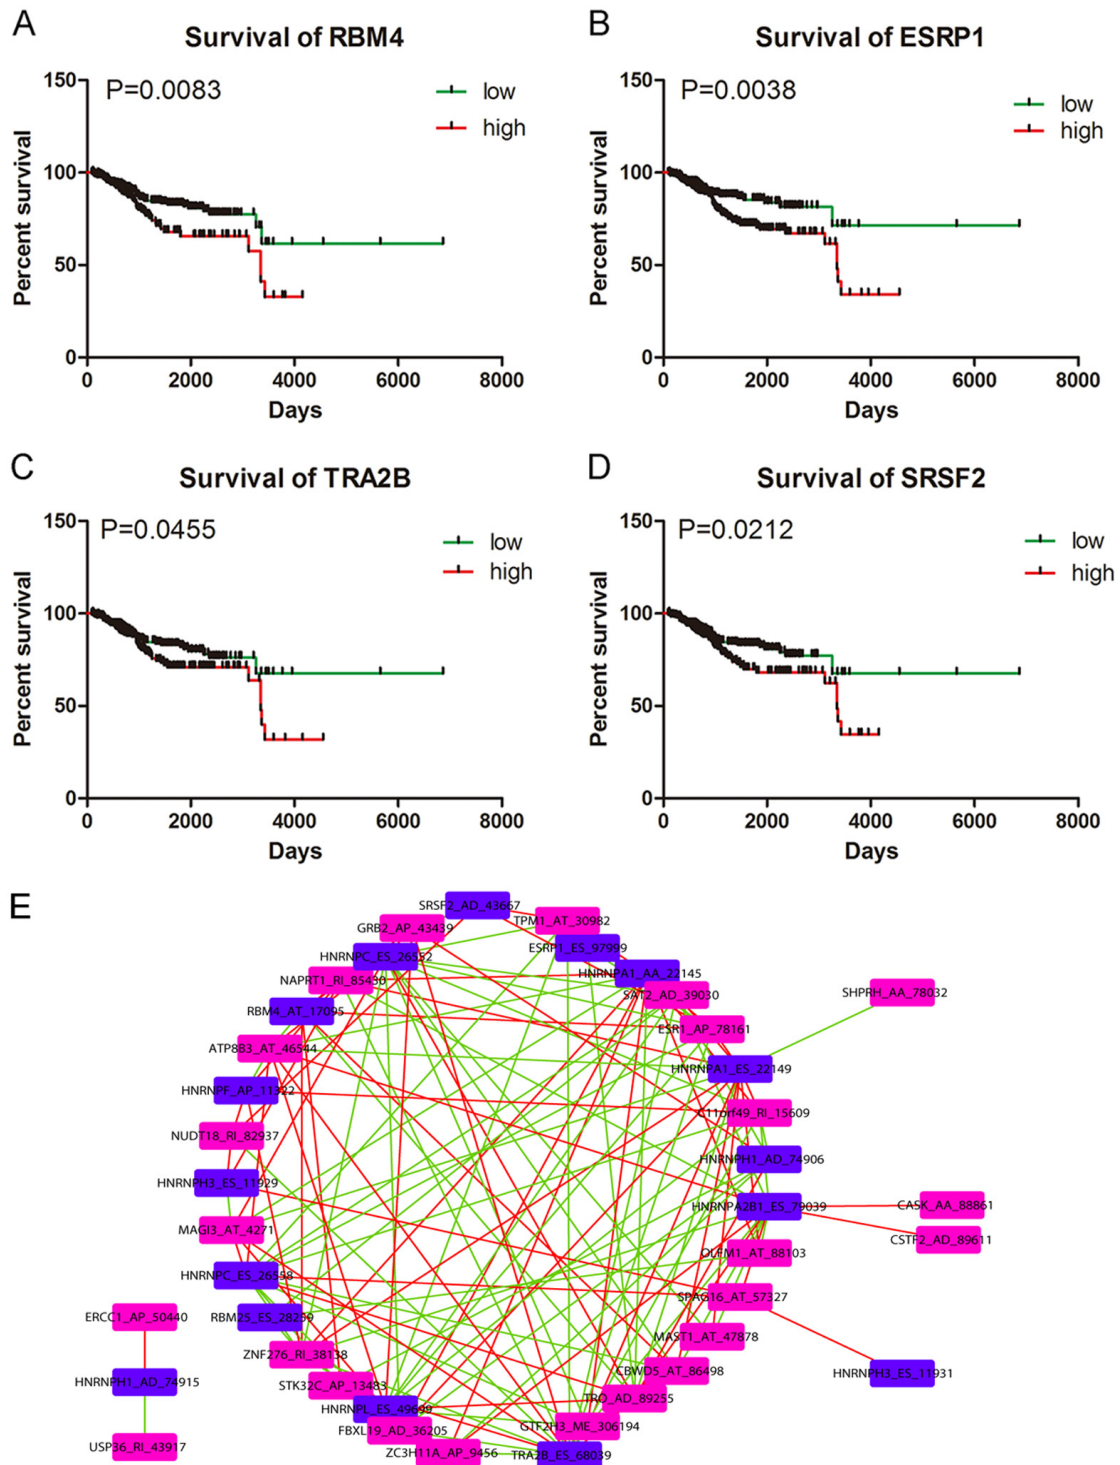 A
Survival of RBM4
P=0.0083
low
high
150
100
50
0
Percent survival
0 2000 4000 6000 8000
Days
B
Survival of ESRP1
P=0.0038
low
high
150
100
50
0
Percent survival
0 2000 4000 6000 8000
Days
C
Survival of TRA2B
P=0.0455
low
high
150
100
50
0
Percent survival
0 2000 4000 6000 8000
Days
D
Survival of SRSF2
P=0.0212
low
high
150
100
50
0
Percent survival
0 2000 4000 6000 8000
Days
E
SRSF2_AD_43667
GRB2_AP_43439
TPM1_AT_30982
HNRNPC_ES_26552
ESRP1_ES_97999
NAPRT1_RI_85430
HNRNPA1_AA_22145
SAT2_AD_39030
SHPRH_AA_78032
RBM4_AT_17095
ESR1_AP_78161
ATP8B3_AT_46544
HNRNPA1_ES_22149
HNRNPF_AP_11322
C11orf49_RI_15609
NUDT18_RI_82937
HNRNPH1_AD_74906
HNRNPH3_ES_11929
HNRNPA2B1_ES_79039
CASK_AA_88861
MAGI3_AT_4271
CSTF2_AD_89611
OLFM1_AT_88103
HNRNPC_ES_26558
SPAG16_AT_57327
ERCC1_AP_50440
RBM25_ES_28239
MAST1_AT_47878
ZNF276_RI_38138
CBWD5_AT_86498
HNRNPH3_ES_11931
HNRNPH1_AD_74915
STK32C_AP_13483
TRO_AD_89255
HNRNPL_ES_49699
FBXL19_AD_36205
GTF2H3_ME_306194
USP36_RI_43917
ZC3H11A_AP_9456
TRA2B_ES_68039